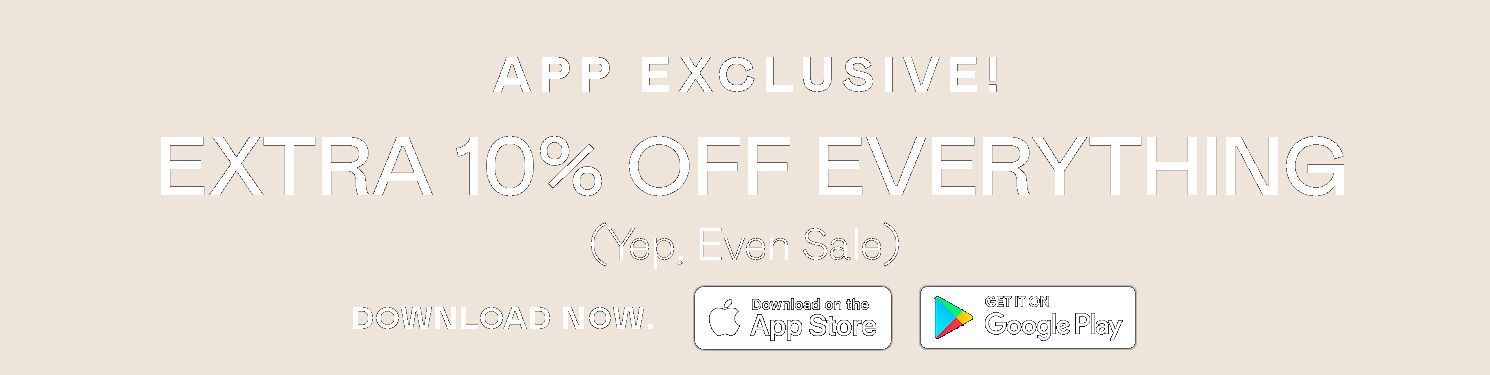 APP EXCLUSIVE!
EXTRA 10% OFF EVERYTHING
(Yep, Even Sale)
DOWNLOAD NOW.
Download on the
App Store
GET IT ON
Google Play